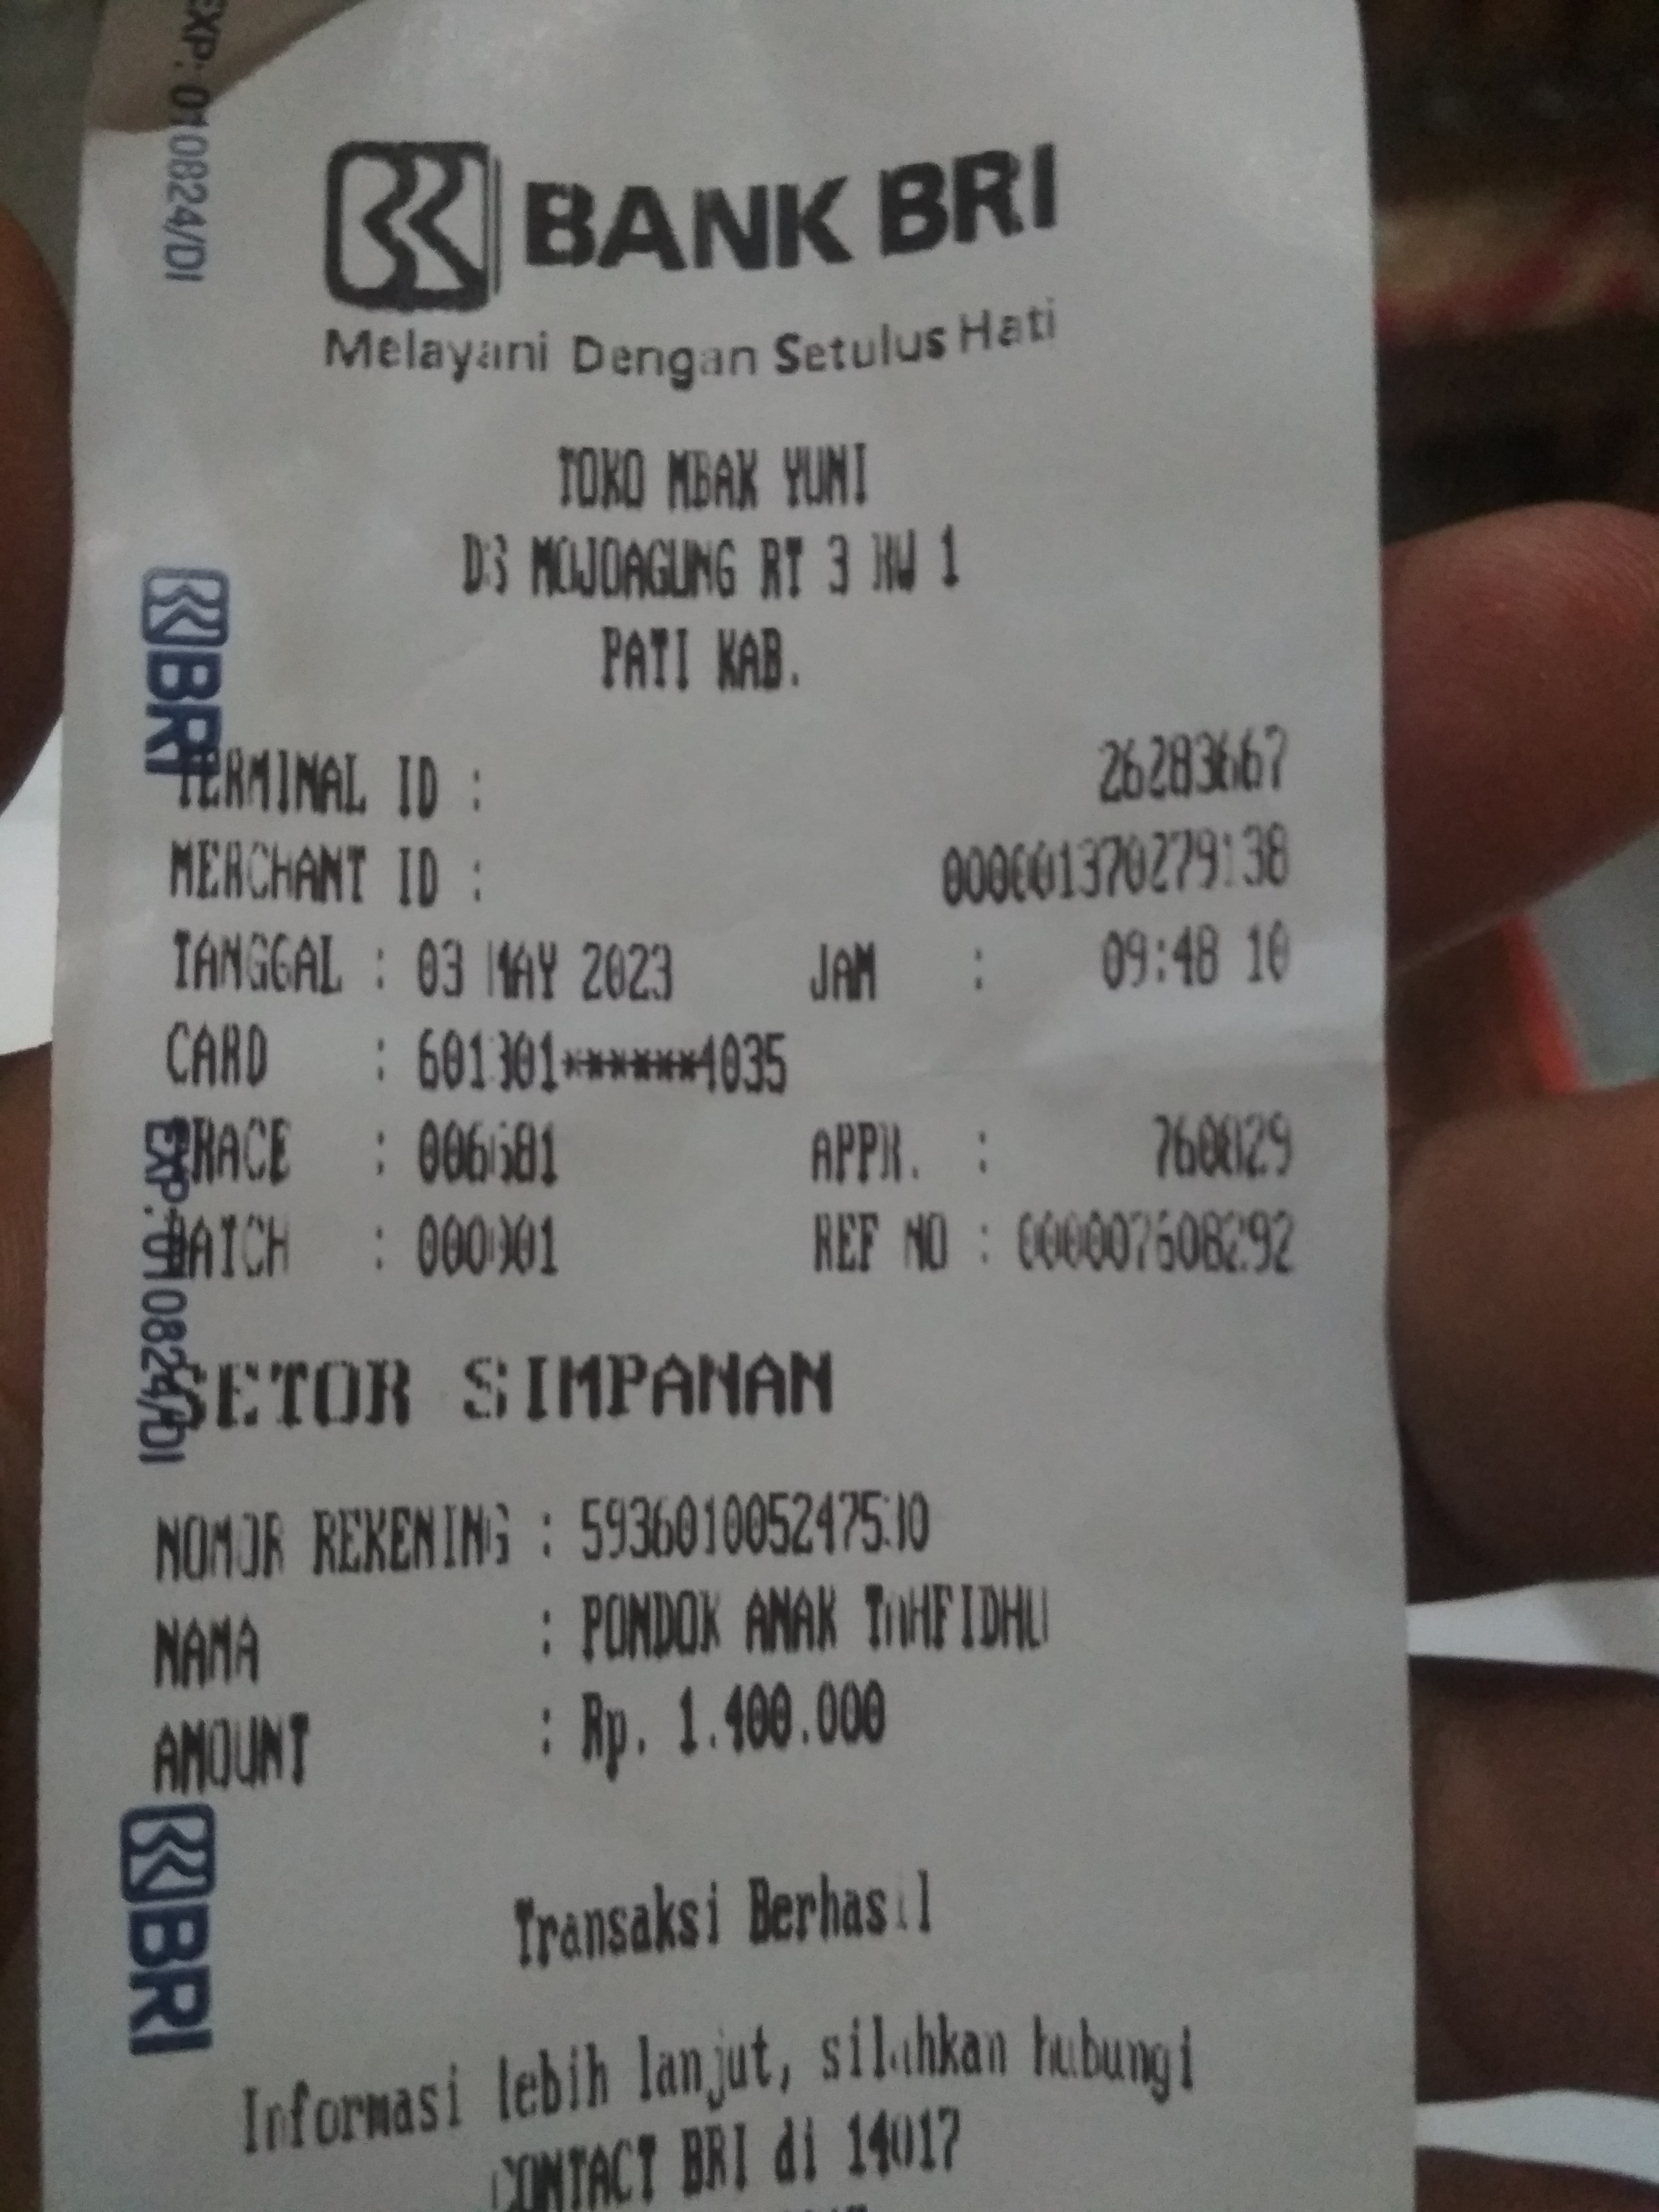 EXP: 010824/DI
BANK BRI
Melayani Dengan Setulus Hati
TOKO MBAK YUNI
DS MOJOAGUNG RT 3 RW 1
PATI KAB.
BRI
TERMINAL ID : 26283667
MERCHANT ID : 000001370279138
TANGGAL : 03 MAY 2023 JAM : 09:48 10
CARD : 601301******4035
TRACE : 006681 APPR. : 760829
BATCH : 000001 REF NO : 000007608292
EXP: 010824/DI
SETOR SIMPANAN
NOMOR REKENING :
NAMA : PONDOK ANAK TAHFIDHU
AMOUNT : Rp. 1.400.000
BRI
Transaksi Berhasil
Informasi lebih lanjut, silahkan hubungi
CONTACT BRI di 14017